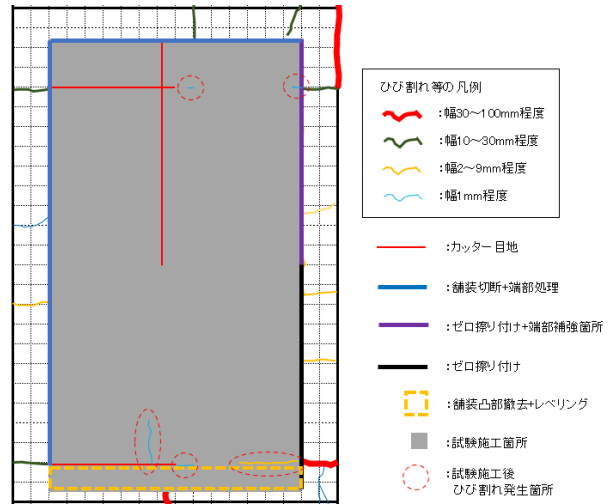 ひび割れ等の凡例
:幅30～100mm程度
:幅10～30mm程度
:幅2～9mm程度
:幅1mm程度
:カッター目地
:舗装切断+端部処理
:ゼロ擦り付け+端部補強箇所
:ゼロ擦り付け
:舗装凸部撤去+レベリング
:試験施工箇所
:試験施工後
ひび割れ発生箇所